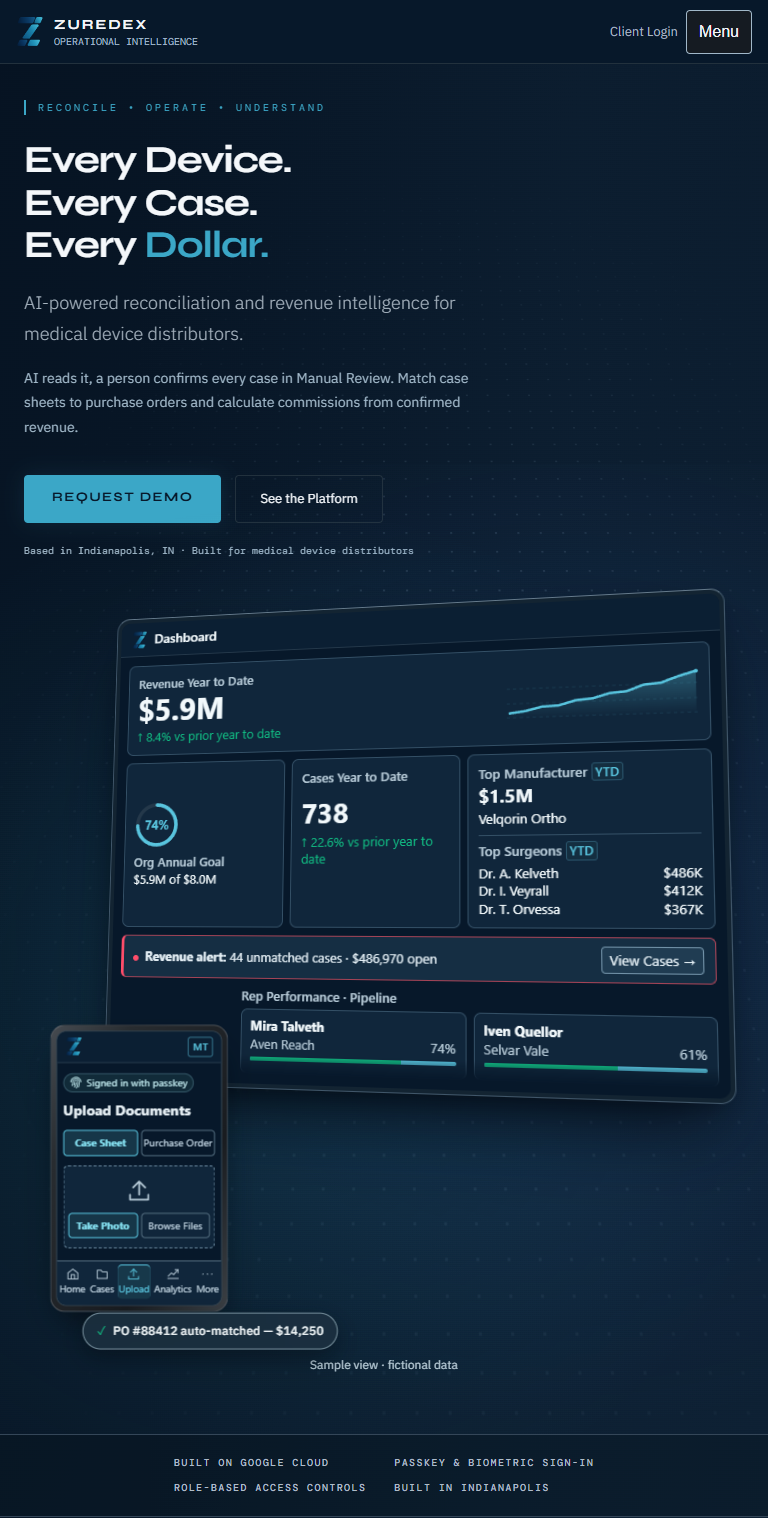 ZUREDEX
OPERATIONAL INTELLIGENCE
Client Login
Menu
RECONCILE • OPERATE • UNDERSTAND
Every Device.
Every Case.
Every Dollar.
AI-powered reconciliation and revenue intelligence for
medical device distributors.
AI reads it, a person confirms every case in Manual Review. Match case
sheets to purchase orders and calculate commissions from confirmed
revenue.
REQUEST DEMO
See the Platform
Based in Indianapolis, IN · Built for medical device distributors
Dashboard
Revenue Year to Date
$5.9M
↑ 8.4% vs prior year to date
74%
Org Annual Goal
$5.9M of $8.0M
Cases Year to Date
738
↑ 22.6% vs prior year to
date
Top Manufacturer YTD
$1.5M
Velqorin Ortho
Top Surgeons YTD
Dr. A. Kelveth $486K
Dr. I. Veyrall $412K
Dr. T. Orvessa $367K
Revenue alert: 44 unmatched cases · $486,970 open
View Cases →
Rep Performance · Pipeline
Mira Talveth
Aven Reach 74%
Iven Quellor
Selvar Vale 61%
MT
Signed in with passkey
Upload Documents
Case Sheet
Purchase Order
Take Photo
Browse Files
Home Cases Upload Analytics More
✓ PO #88412 auto-matched — $14,250
Sample view · fictional data
BUILT ON GOOGLE CLOUD
PASSKEY & BIOMETRIC SIGN-IN
ROLE-BASED ACCESS CONTROLS
BUILT IN INDIANAPOLIS